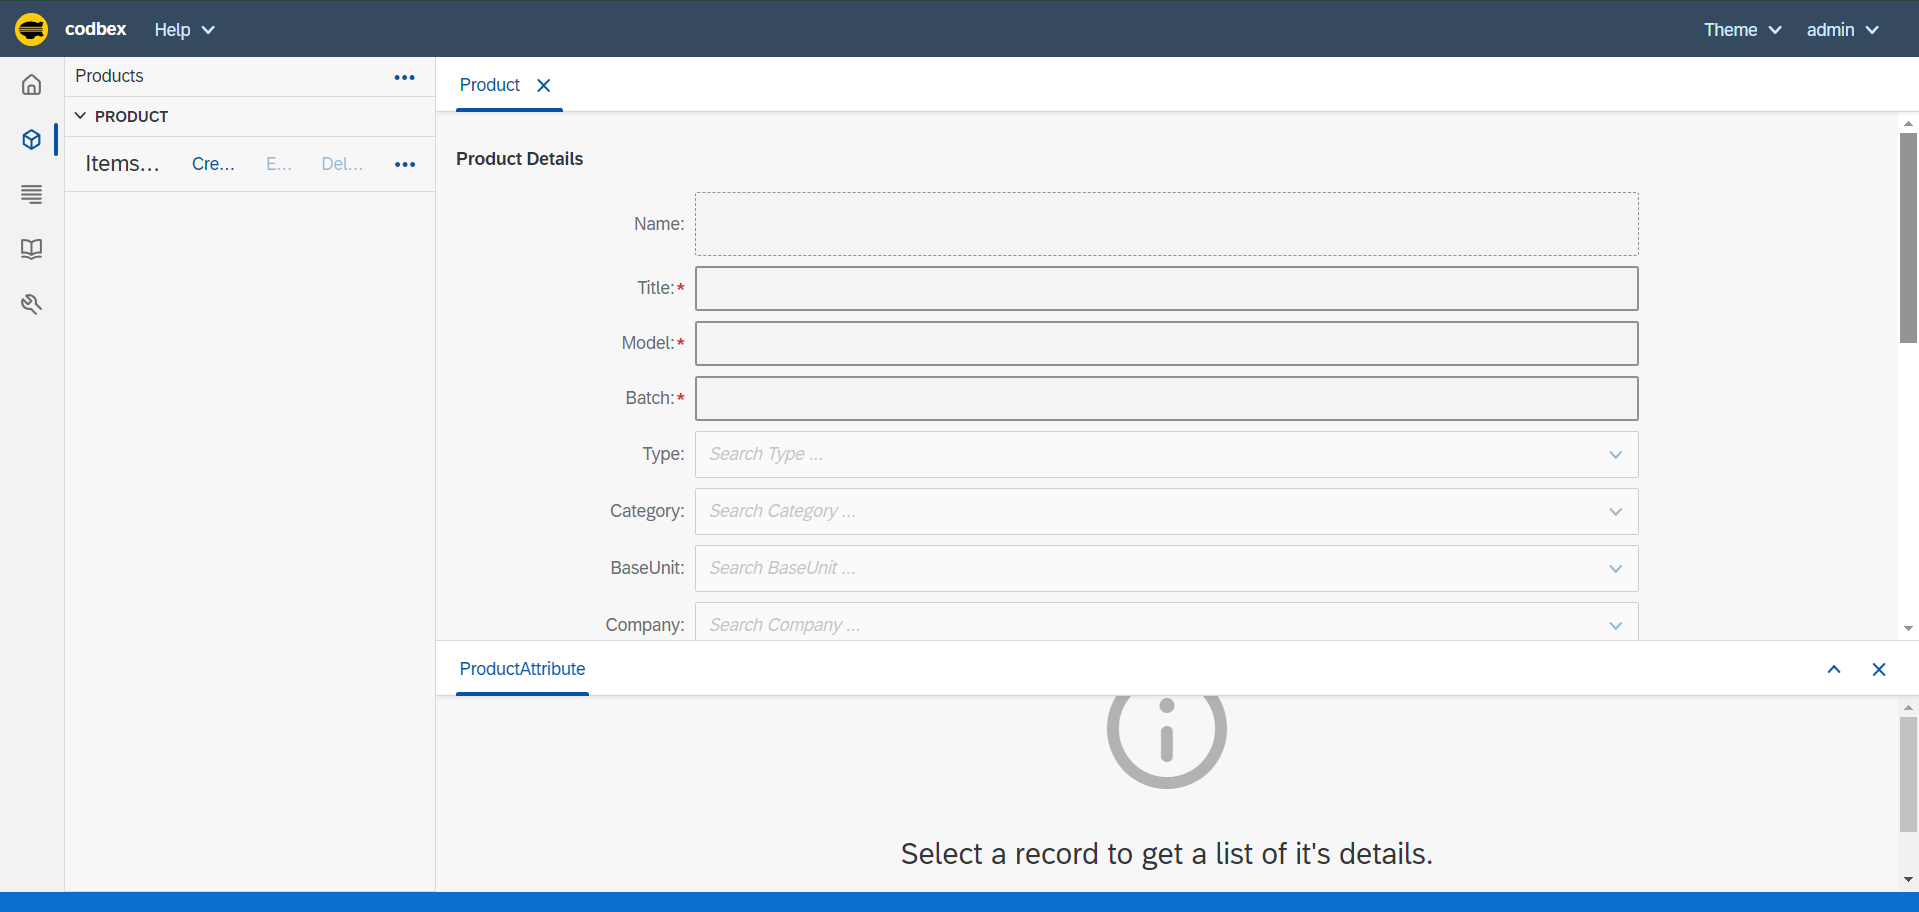 codbex Help Theme admin
Products
PRODUCT
Items... Cre... E... Del...
Product
Product Details
Name:
Title:*
Model:*
Batch:*
Type: Search Type ...
Category: Search Category ...
BaseUnit: Search BaseUnit ...
Company: Search Company ...
ProductAttribute
Select a record to get a list of it's details.